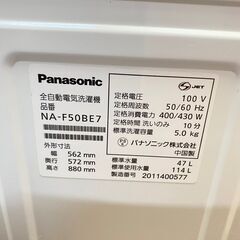 JET
Panasonic
全自動電気洗濯機
品番
NA-F50BE7
外形寸法
幅 562 mm
奥行 572 mm
高さ 880 mm
定格電圧 100 V
定格周波数 50/60 Hz
定格消費電力 400/430 W
定格時間 洗いのみ 10分
標準洗濯容量 5.0 kg
パナソニック株式会社
中国製
標準水量 47 L
標準使用水量 114 L
製造番号 2011400577